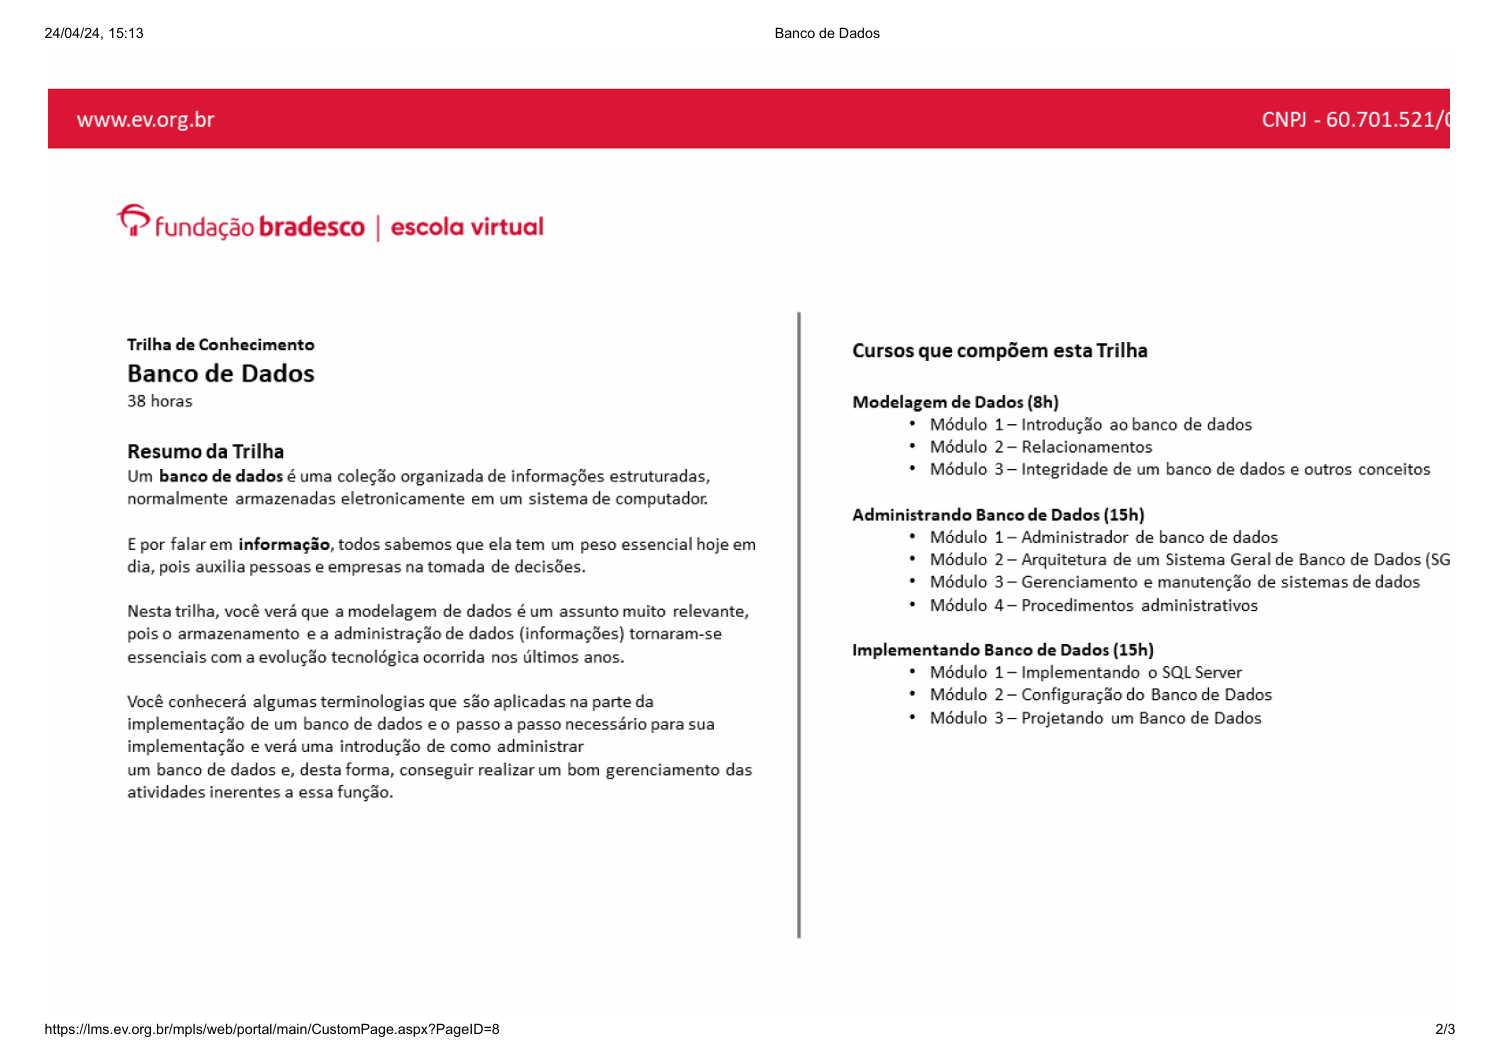 24/04/24, 15:13
Banco de Dados
www.ev.org.br
CNPJ - 60.701.521/0
fundação bradesco | escola virtual
Trilha de Conhecimento
Banco de Dados
38 horas
Resumo da Trilha
Um banco de dados é uma coleção organizada de informações estruturadas,
normalmente armazenadas eletronicamente em um sistema de computador.
E por falar em informação, todos sabemos que ela tem um peso essencial hoje em
dia, pois auxilia pessoas e empresas na tomada de decisões.
Nesta trilha, você verá que a modelagem de dados é um assunto muito relevante,
pois o armazenamento e a administração de dados (informações) tornaram-se
essenciais com a evolução tecnológica ocorrida nos últimos anos.
Você conhecerá algumas terminologias que são aplicadas na parte da
implementação de um banco de dados e o passo a passo necessário para sua
implementação e verá uma introdução de como administrar
um banco de dados e, desta forma, conseguir realizar um bom gerenciamento das
atividades inerentes a essa função.
Cursos que compõem esta Trilha
Modelagem de Dados (8h)
• Módulo 1 – Introdução ao banco de dados
• Módulo 2 – Relacionamentos
• Módulo 3 – Integridade de um banco de dados e outros conceitos
Administrando Banco de Dados (15h)
• Módulo 1 – Administrador de banco de dados
• Módulo 2 – Arquitetura de um Sistema Geral de Banco de Dados (SG
• Módulo 3 – Gerenciamento e manutenção de sistemas de dados
• Módulo 4 – Procedimentos administrativos
Implementando Banco de Dados (15h)
• Módulo 1 – Implementando o SQL Server
• Módulo 2 – Configuração do Banco de Dados
• Módulo 3 – Projetando um Banco de Dados
https://lms.ev.org.br/mpls/web/portal/main/CustomPage.aspx?PageID=8
2/3